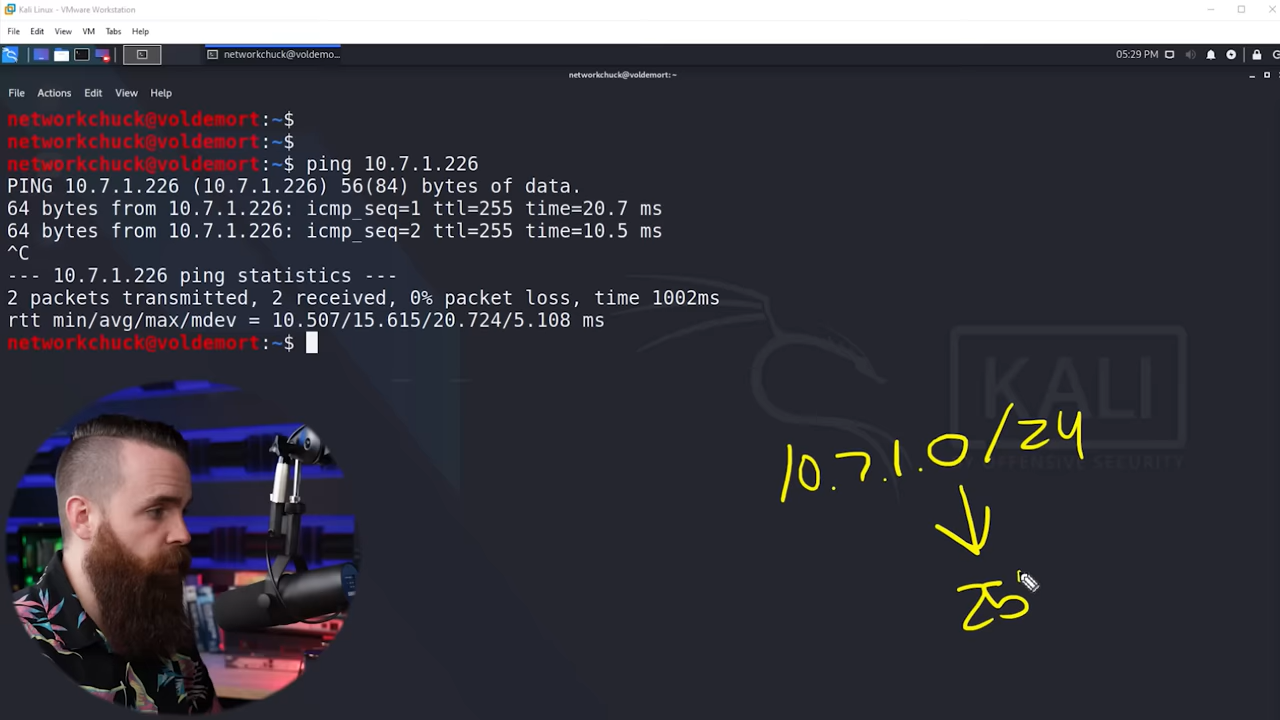 Kali Linux - VMware Workstation
File Edit View VM Tabs Help
networkchuck@voldemo...
05:29 PM
networkchuck@voldemort: ~
File Actions Edit View Help
networkchuck@voldemort:~$
networkchuck@voldemort:~$
networkchuck@voldemort:~$ ping 10.7.1.226
PING 10.7.1.226 (10.7.1.226) 56(84) bytes of data.
64 bytes from 10.7.1.226: icmp_seq=1 ttl=255 time=20.7 ms
64 bytes from 10.7.1.226: icmp_seq=2 ttl=255 time=10.5 ms
^C
--- 10.7.1.226 ping statistics ---
2 packets transmitted, 2 received, 0% packet loss, time 1002ms
rtt min/avg/max/mdev = 10.507/15.615/20.724/5.108 ms
networkchuck@voldemort:~$
KALI
BY OFFENSIVE SECURITY
10.7.1.0/24
25